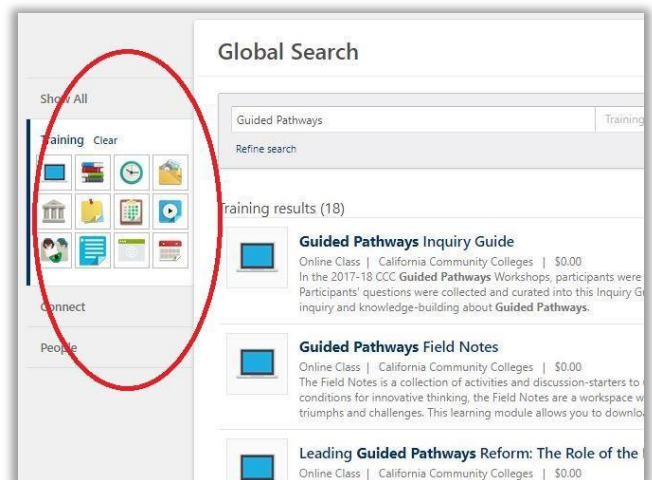 Global Search
Show All
Training Clear
Connect
People
Guided Pathways
Training
Refine search
Training results (18)
Guided Pathways Inquiry Guide
Online Class | California Community Colleges | $0.00
In the 2017-18 CCC Guided Pathways Workshops, participants were
Participants' questions were collected and curated into this Inquiry
inquiry and knowledge-building about Guided Pathways.
Guided Pathways Field Notes
Online Class | California Community Colleges | $0.00
The Field Notes is a collection of activities and discussion-starters to
conditions for innovative thinking, the Field Notes are a workspace
triumphs and challenges. This learning module allows you to
Leading Guided Pathways Reform: The Role of the
Online Class | California Community Colleges | $0.00